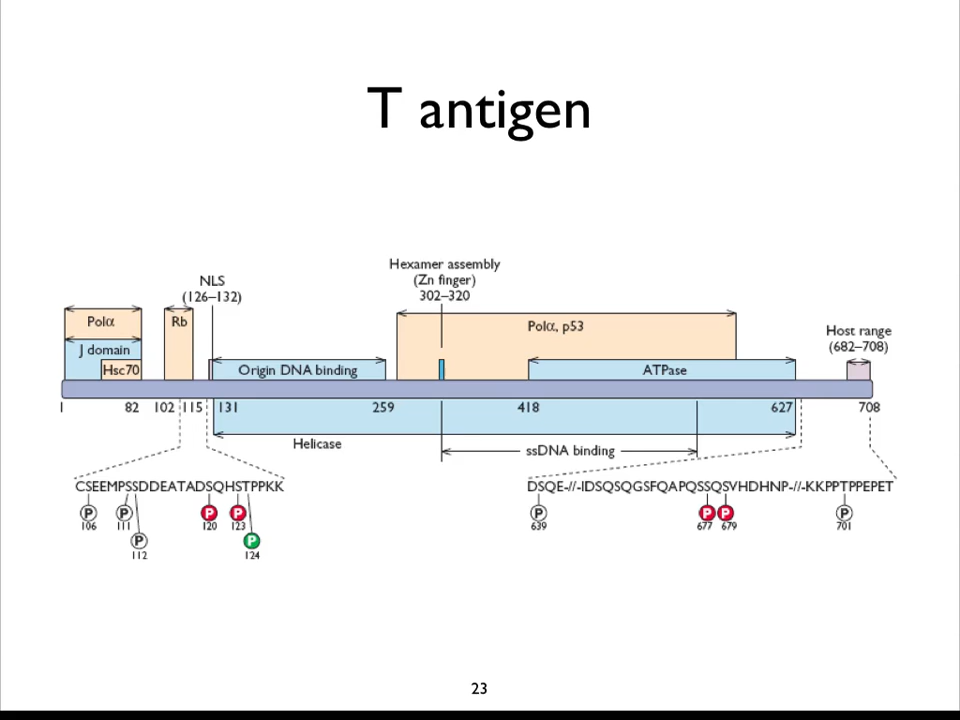 T antigen
Hexamer assembly
(Zn finger)
302–320
NLS
(126–132)
Polα
Rb
Polα, p53
Host range
(682–708)
J domain
Hsc70
Origin DNA binding
ATPase
1
82
102
115
131
259
418
627
708
Helicase
ssDNA binding
CSEEMPSSDDEATADSQHSTPPKK
DSQE-//-IDSQSQGSFQAPQSSQSVHDHNP-//-KKPPTPPEPET
P
P
P
P
P
P
P
P
106
111
120
123
639
677
679
701
P
P
112
124
23